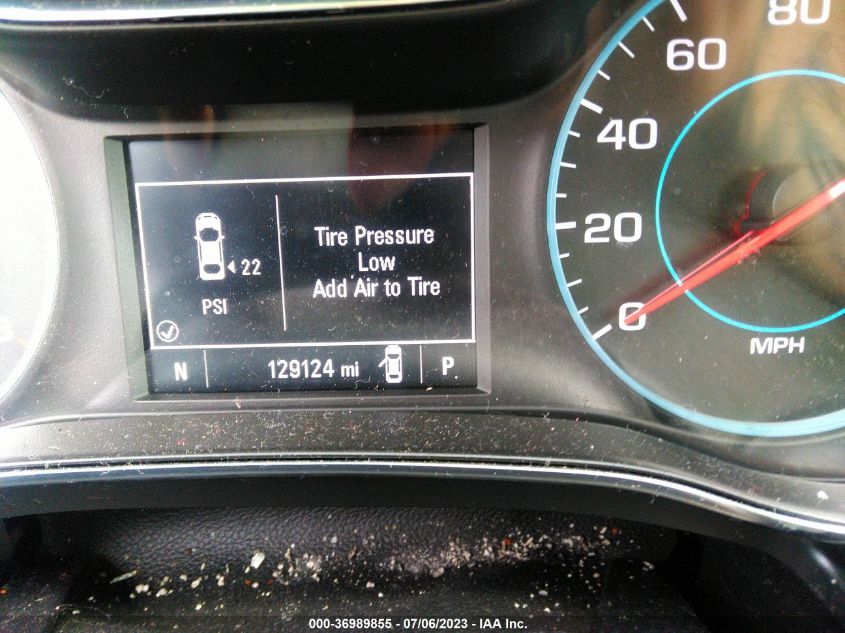 80
60
40
20
0
MPH
Tire Pressure
Low
Add Air to Tire
22
PSI
N
129124 mi
P
000-36989855 / 07/06/2023 / IAA Inc.